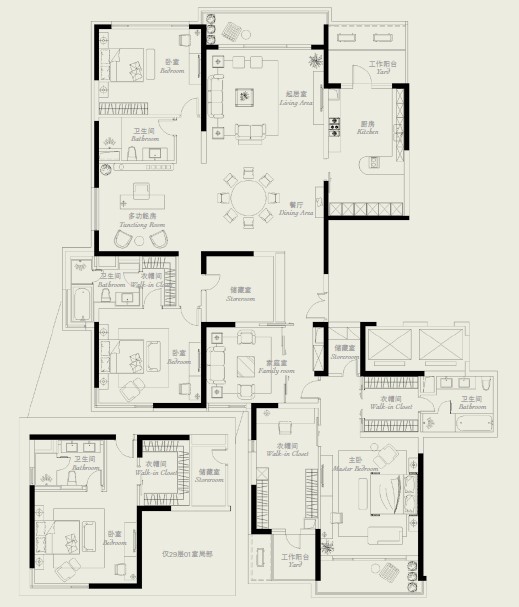 卧室
Bedroom
工作阳台
Yard
起居室
Living Area
厨房
Kitchen
卫生间
Bathroom
多功能房
Functiong Room
餐厅
Dining Area
卫生间
Bathroom
衣帽间
Walk-in Closet
储藏室
Storeroom
卧室
Bedroom
家庭室
Family room
储藏室
Storeroom
衣帽间
Walk-in Closet
卫生间
Bathroom
衣帽间
Walk-in Closet
主卧
Master Bedroom
工作阳台
Yard
卫生间
Bathroom
衣帽间
Walk-in Closet
储藏室
Storeroom
卧室
Bedroom
仅29层01室局部